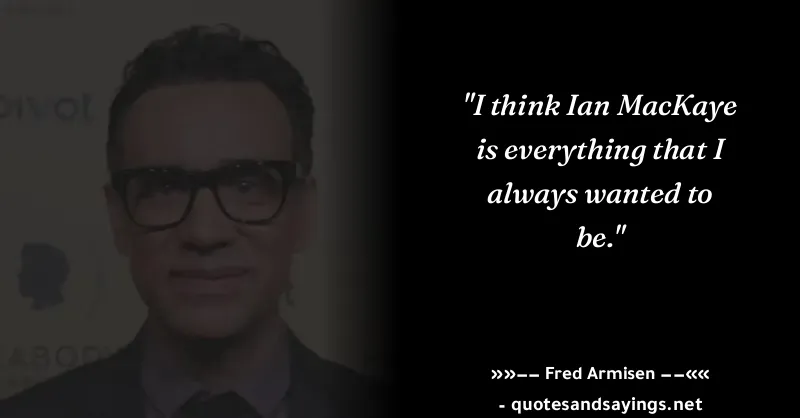 "I think Ian MacKaye
is everything that I
always wanted to
be."
»»−− Fred Armisen −−««
- quotesandsayings.net